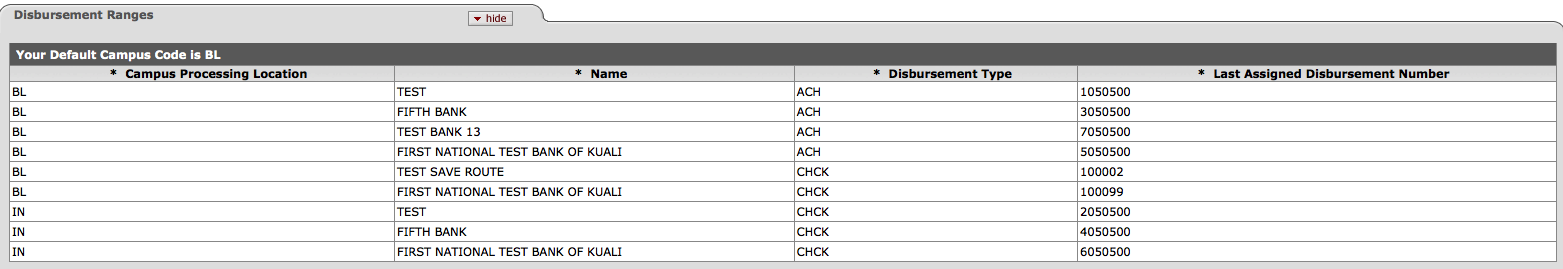 Disbursement Ranges
hide
Your Default Campus Code is BL
* Campus Processing Location * Name * Disbursement Type * Last Assigned Disbursement Number
BL TEST ACH 1050500
BL FIFTH BANK ACH 3050500
BL TEST BANK 13 ACH 7050500
BL FIRST NATIONAL TEST BANK OF KUALI ACH 5050500
BL TEST SAVE ROUTE CHCK 100002
BL FIRST NATIONAL TEST BANK OF KUALI CHCK 100099
IN TEST CHCK 2050500
IN FIFTH BANK CHCK 4050500
IN FIRST NATIONAL TEST BANK OF KUALI CHCK 6050500